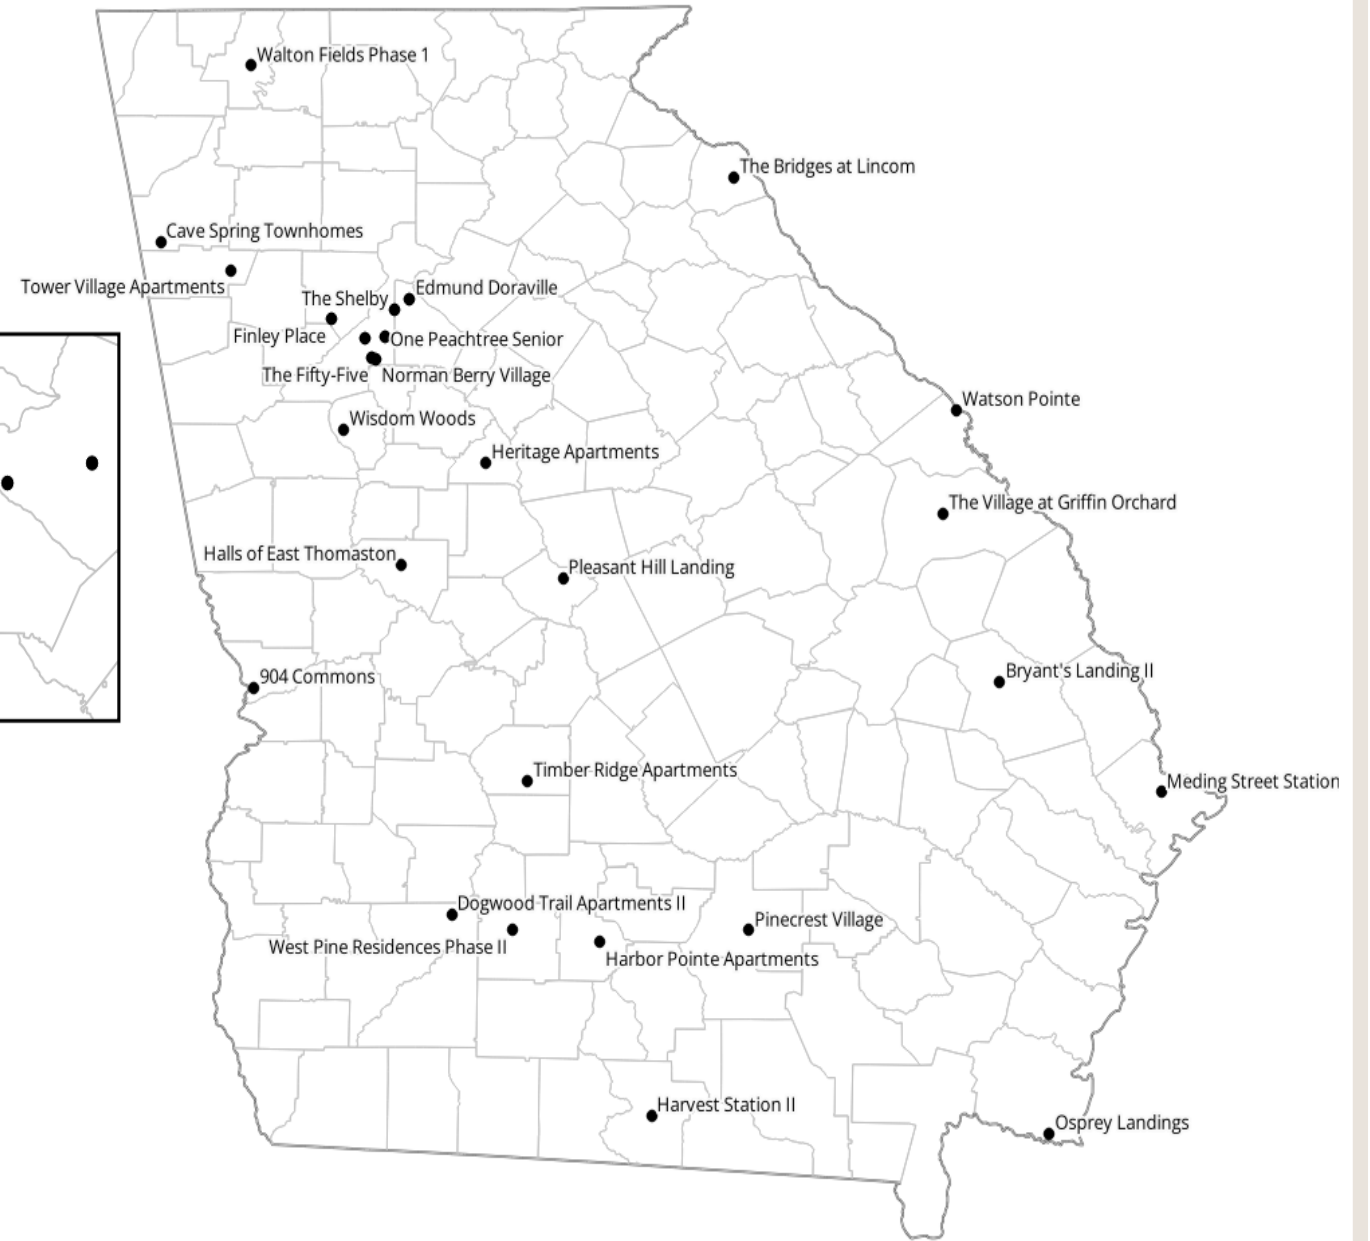 Walton Fields Phase 1
The Bridges at Lincom
Cave Spring Townhomes
Tower Village Apartments
Edmund Doraville
The Shelby
Finley Place
One Peachtree Senior
The Fifty-Five
Norman Berry Village
Watson Pointe
Wisdom Woods
Heritage Apartments
The Village at Griffin Orchard
Halls of East Thomaston
Pleasant Hill Landing
904 Commons
Bryant's Landing II
Timber Ridge Apartments
Meding Street Station
Dogwood Trail Apartments II
Pinecrest Village
West Pine Residences Phase II
Harbor Pointe Apartments
Harvest Station II
Osprey Landings